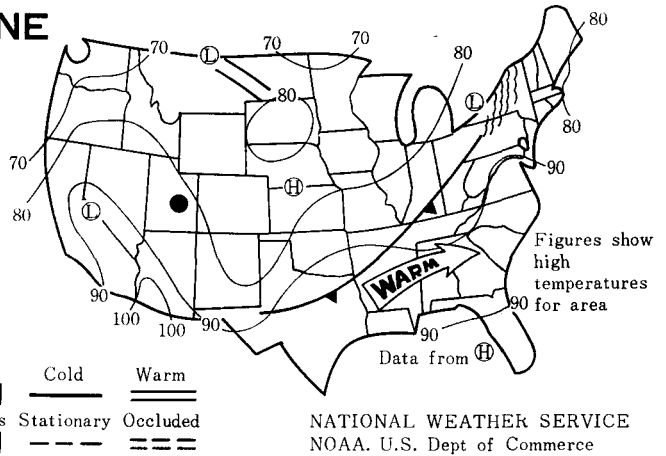 NE
70
L
70
70
80
80
80
80
H
L
70
90
80
L
90
100
100
90
WARM
90
90
Figures show
high
temperatures
for area
Data from H
Cold Warm
s Stationary Occluded
NATIONAL WEATHER SERVICE
NOAA. U.S. Dept of Commerce